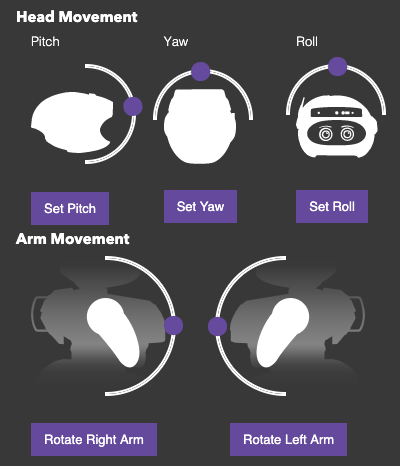 Head Movement
Pitch
Yaw
Roll
Set Pitch
Set Yaw
Set Roll
Arm Movement
Rotate Right Arm
Rotate Left Arm